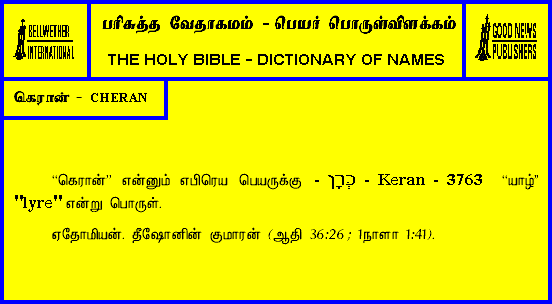 BELLWETHER
INTERNATIONAL
பரிசுத்த வேதாகமம் - பெயர் பொருள்விளக்கம்
THE HOLY BIBLE - DICTIONARY OF NAMES
GOOD NEWS
PUBLISHERS
கெரான் - CHERAN
“கெரான்” என்னும் எபிரெய பெயருக்கு - כְּרָן - Keran - 3763 “யாழ்”
"lyre" என்று பொருள்.
ஏதோமியன். தீஷோனின் குமாரன் (ஆதி 36:26 ; 1நாளா 1:41).